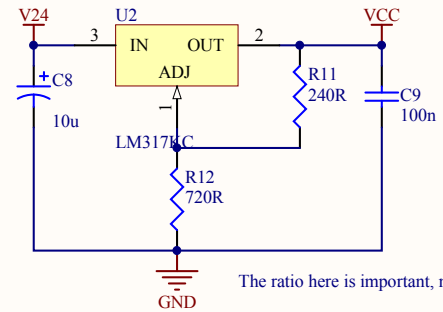 V24
U2
VCC
3
IN
OUT
2
ADJ
C8
10u
1
R11
240R
C9
100n
LM317KC
R12
720R
The ratio here is important,
GND